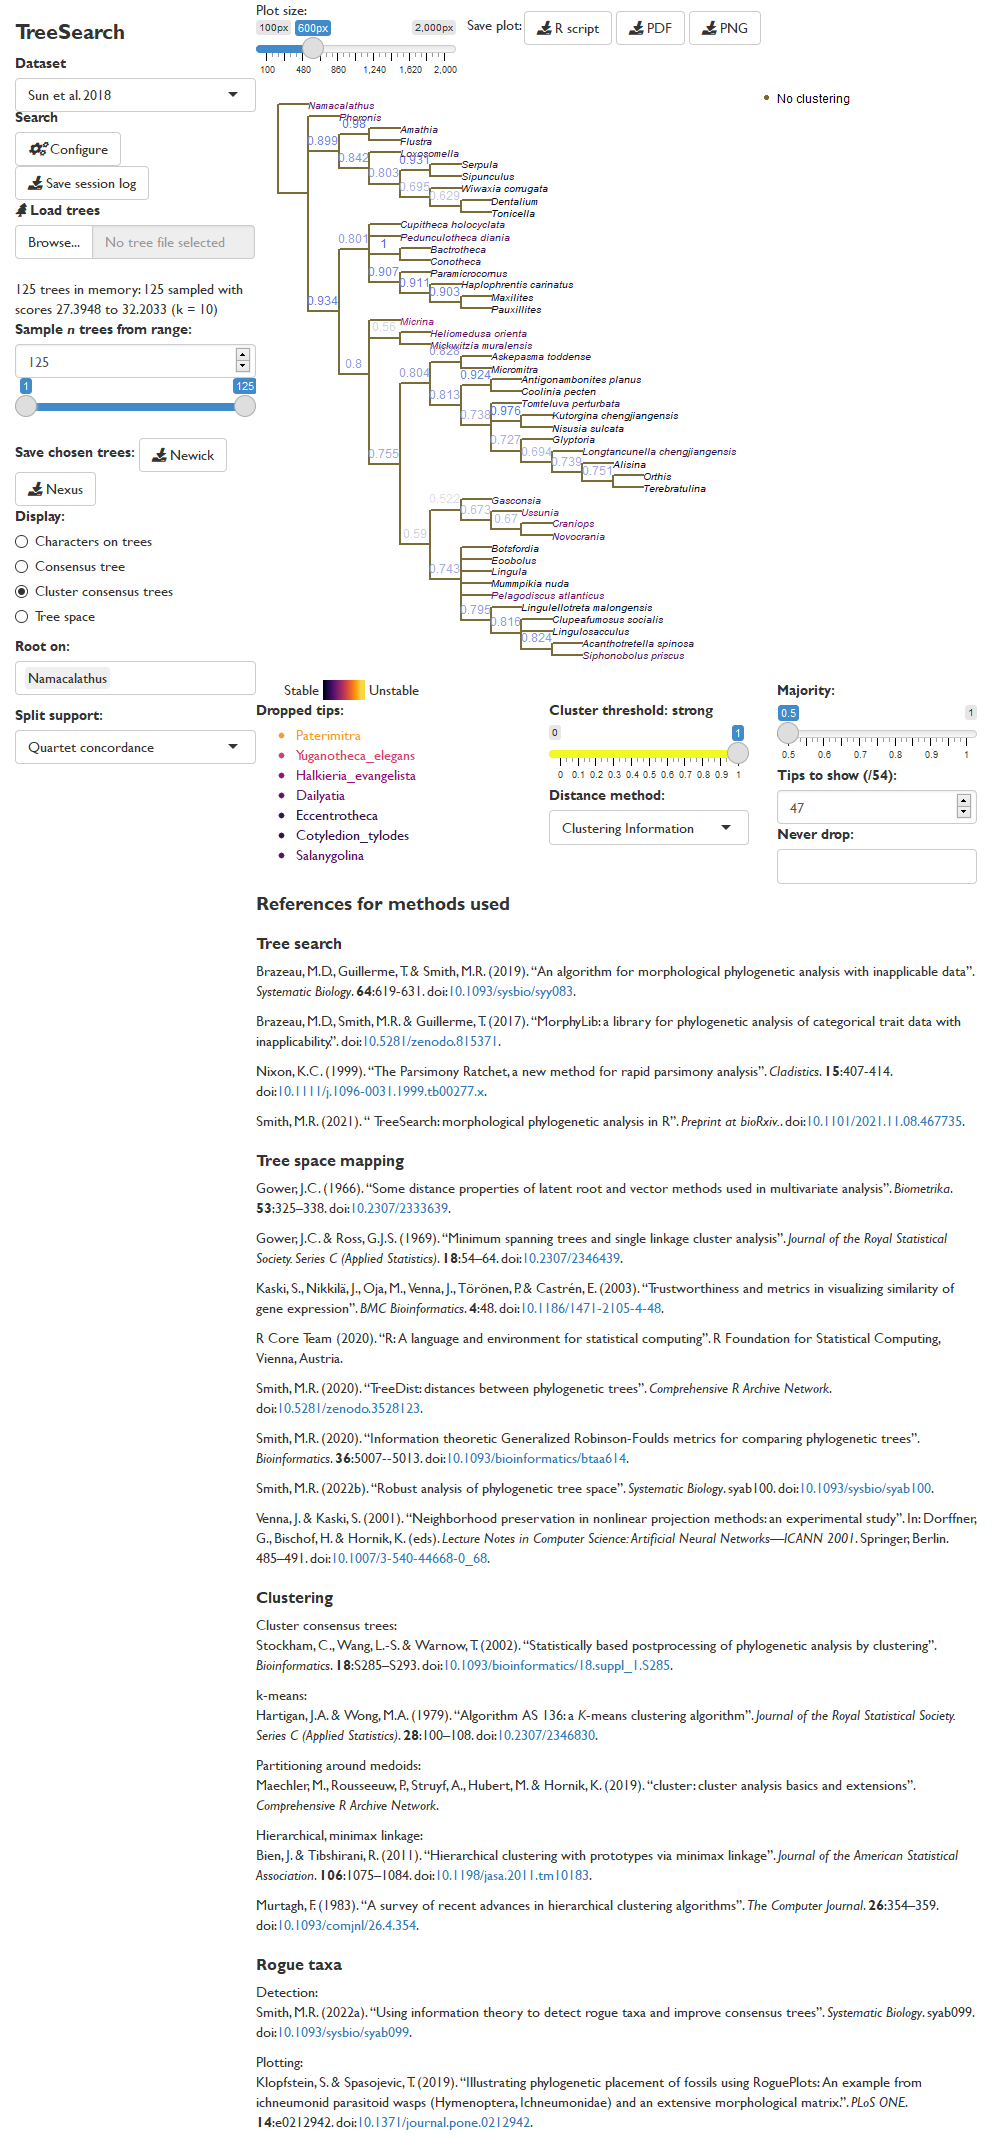 TreeSearch
Dataset
Sun et al. 2018
Search
Configure
Save session log
Load trees
Browse... No tree file selected
125 trees in memory: 125 sampled with
scores 27.3948 to 32.2033 (k = 10)
Sample n trees from range:
125
1 125
Save chosen trees: Newick
Nexus
Display:
Characters on trees
Consensus tree
Cluster consensus trees
Tree space
Root on:
Namacalathus
Split support:
Quartet concordance
Plot size:
100px 600px 2,000px
100 480 860 1,240 1,620 2,000
Save plot: R script PDF PNG
No clustering
Namacalathus
Phoronis
0.98
Amathia
0.899
Flustra
0.842
Loxosomella
0.931
0.803
Serpula
Sipunculus
0.695
Wiwaxia corrugata
0.629
Dentalium
Tonicella
Cupitheca holocyclata
0.801
Pedunculotheca diania
1
Bactrotheca
Conotheca
0.907
Paramicrocornus
0.911
Haplophrentis carinatus
0.903
Maxilites
0.934
Pauxillites
Micrina
0.56
Heliomedusa orienta
Mickwitzia muralensis
0.828
Askepasma toddense
0.8
0.804
Micromitra
0.924
Antigonambonites planus
0.813
Coolinia pecten
Tomteluva perturbata
0.738
0.976
Kutorgina chengjiangensis
Nisusia sulcata
0.727
Glyptoria
0.694
Longtancunella chengjiangensis
0.755
0.739
Alisina
0.751
Orthis
Terebratulina
0.522
Gasconsia
0.673
Ussunia
0.67
Craniops
0.59
Novocrania
Botsfordia
Eoobolus
0.743
Lingula
Mummpikia nuda
Pelagodiscus atlanticus
0.795
Lingulellotreta malongensis
0.816
Clupeafumosus socialis
Lingulosacculus
0.824
Acanthotretella spinosa
Siphonobolus priscus
Stable Unstable
Dropped tips:
Paterimitra
Yuganotheca_elegans
Halkieria_evangelista
Dailyatia
Eccentrotheca
Cotyledion_tylodes
Salanygolina
Cluster threshold: strong
0 1
0 0.1 0.2 0.3 0.4 0.5 0.6 0.7 0.8 0.9 1
Distance method:
Clustering Information
Majority:
0.5 1
0.5 0.6 0.7 0.8 0.9 1
Tips to show (/54):
47
Never drop:
References for methods used
Tree search
Brazeau, M.D., Guillerme, T. & Smith, M.R. (2019). “An algorithm for morphological phylogenetic analysis with inapplicable data”.
Systematic Biology. 64:619-631. doi:10.1093/sysbio/syy083.
Brazeau, M.D., Smith, M.R. & Guillerme, T. (2017). “MorphyLib: a library for phylogenetic analysis of categorical trait data with
inapplicability.”. doi:10.5281/zenodo.815371.
Nixon, K.C. (1999). “The Parsimony Ratchet, a new method for rapid parsimony analysis”. Cladistics. 15:407-414.
doi:10.1111/j.1096-0031.1999.tb00277.x.
Smith, M.R. (2021). “ TreeSearch: morphological phylogenetic analysis in R”. Preprint at bioRxiv.. doi:10.1101/2021.11.08.467735.
Tree space mapping
Gower, J.C. (1966). “Some distance properties of latent root and vector methods used in multivariate analysis”. Biometrika.
53:325–338. doi:10.2307/2333639.
Gower, J.C. & Ross, G.J.S. (1969). “Minimum spanning trees and single linkage cluster analysis”. Journal of the Royal Statistical
Society. Series C (Applied Statistics). 18:54–64. doi:10.2307/2346439.
Kaski, S., Nikkilä, J., Oja, M., Venna, J., Törönen, P. & Castrén, E. (2003). “Trustworthiness and metrics in visualizing similarity of
gene expression”. BMC Bioinformatics. 4:48. doi:10.1186/1471-2105-4-48.
R Core Team (2020). “R: A language and environment for statistical computing”. R Foundation for Statistical Computing,
Vienna, Austria.
Smith, M.R. (2020). “TreeDist: distances between phylogenetic trees”. Comprehensive R Archive Network.
doi:10.5281/zenodo.3528123.
Smith, M.R. (2020). “Information theoretic Generalized Robinson-Foulds metrics for comparing phylogenetic trees”.
Bioinformatics. 36:5007--5013. doi:10.1093/bioinformatics/btaa614.
Smith, M.R. (2022b). “Robust analysis of phylogenetic tree space”. Systematic Biology. syab100. doi:10.1093/sysbio/syab100.
Venna, J. & Kaski, S. (2001). “Neighborhood preservation in nonlinear projection methods: an experimental study”. In: Dorffner,
G., Bischof, H. & Hornik, K. (eds). Lecture Notes in Computer Science: Artificial Neural Networks—ICANN 2001. Springer, Berlin.
485–491. doi:10.1007/3-540-44668-0_68.
Clustering
Cluster consensus trees:
Stockham, C., Wang, L.-S. & Warnow, T. (2002). “Statistically based postprocessing of phylogenetic analysis by clustering”.
Bioinformatics. 18:S285–S293. doi:10.1093/bioinformatics/18.suppl_1.S285.
k-means:
Hartigan, J.A. & Wong, M.A. (1979). “Algorithm AS 136: a K-means clustering algorithm”. Journal of the Royal Statistical Society.
Series C (Applied Statistics). 28:100–108. doi:10.2307/2346830.
Partitioning around medoids:
Maechler, M., Rousseeuw, P., Struyf, A., Hubert, M. & Hornik, K. (2019). “cluster: cluster analysis basics and extensions”.
Comprehensive R Archive Network.
Hierarchical, minimax linkage:
Bien, J. & Tibshirani, R. (2011). “Hierarchical clustering with prototypes via minimax linkage”. Journal of the American Statistical
Association. 106:1075–1084. doi:10.1198/jasa.2011.tm10183.
Murtagh, F. (1983). “A survey of recent advances in hierarchical clustering algorithms”. The Computer Journal. 26:354–359.
doi:10.1093/comjnl/26.4.354.
Rogue taxa
Detection:
Smith, M.R. (2022a). “Using information theory to detect rogue taxa and improve consensus trees”. Systematic Biology. syab099.
doi:10.1093/sysbio/syab099.
Plotting:
Klopfstein, S. & Spasojevic, T. (2019). “Illustrating phylogenetic placement of fossils using RoguePlots: An example from
ichneumonid parasitoid wasps (Hymenoptera, Ichneumonidae) and an extensive morphological matrix.”. PLoS ONE.
14:e0212942. doi:10.1371/journal.pone.0212942.